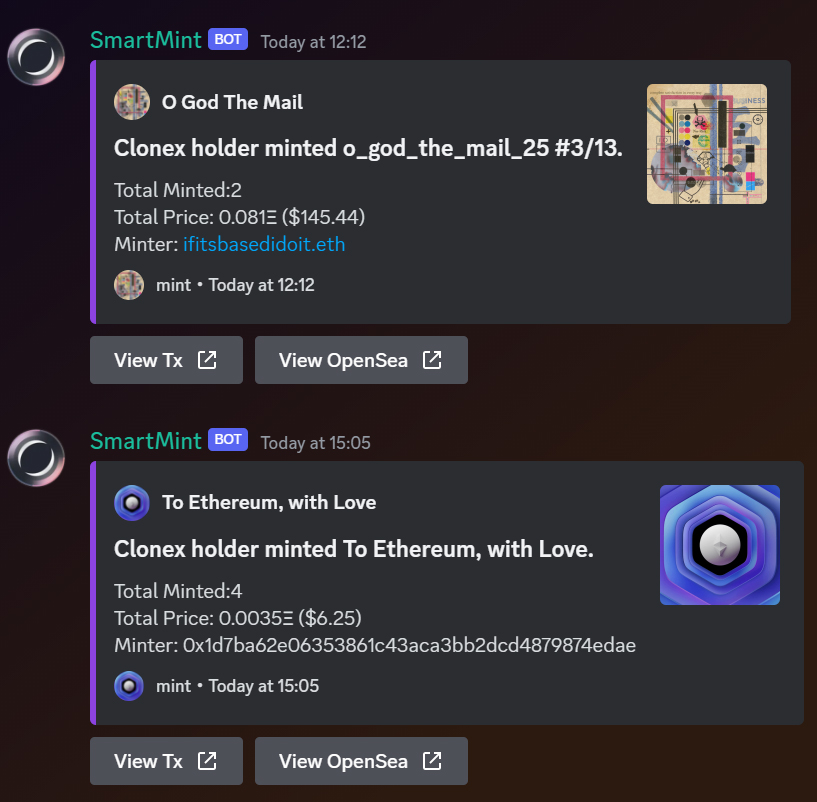 SmartMint BOT Today at 12:12
O God The Mail
Clonex holder minted o_god_the_mail_25 #3/13.
Total Minted:2
Total Price: 0.081Ξ ($145.44)
Minter: ifitsbasedidoit.eth
mint • Today at 12:12
View Tx View OpenSea
SmartMint BOT Today at 15:05
To Ethereum, with Love
Clonex holder minted To Ethereum, with Love.
Total Minted:4
Total Price: 0.0035Ξ ($6.25)
Minter: 0x1d7ba62e06353861c43aca3bb2dcd4879874edae
mint • Today at 15:05
View Tx View OpenSea